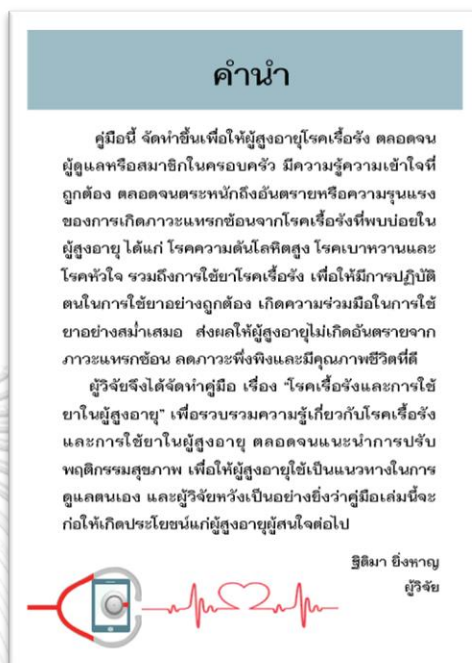 คำนำ
คู่มือนี้ จัดทำขึ้นเพื่อให้ผู้สูงอายุโรคเรื้อรัง ตลอดจน
ผู้ดูแลหรือสมาชิกในครอบครัว มีความรู้ความเข้าใจที่
ถูกต้อง ตลอดจนตระหนักถึงอันตรายหรือความรุนแรง
ของการเกิดภาวะแทรกซ้อนจากโรคเรื้อรังที่พบบ่อยใน
ผู้สูงอายุ ได้แก่ โรคความดันโลหิตสูง โรคเบาหวานและ
โรคหัวใจ รวมถึงการใช้ยาโรคเรื้อรัง เพื่อให้มีการปฏิบัติ
ตนในการใช้ยาอย่างถูกต้อง เกิดความร่วมมือในการใช้
ยาอย่างสม่ำเสมอ ส่งผลให้ผู้สูงอายุไม่เกิดอันตรายจาก
ภาวะแทรกซ้อน ลดภาวะพึ่งพิงและมีคุณภาพชีวิตที่ดี
ผู้วิจัยจึงได้จัดทำคู่มือ เรื่อง "โรคเรื้อรังและการใช้
ยาในผู้สูงอายุ" เพื่อรวบรวมความรู้เกี่ยวกับโรคเรื้อรัง
และการใช้ยาในผู้สูงอายุ ตลอดจนแนะนำการปรับ
พฤติกรรมสุขภาพ เพื่อให้ผู้สูงอายุใช้เป็นแนวทางในการ
ดูแลตนเอง และผู้วิจัยหวังเป็นอย่างยิ่งว่าคู่มือเล่มนี้จะ
ก่อให้เกิดประโยชน์แก่ผู้สูงอายุผู้สนใจต่อไป
ฐิติมา ยิ่งหาญ
ผู้วิจัย